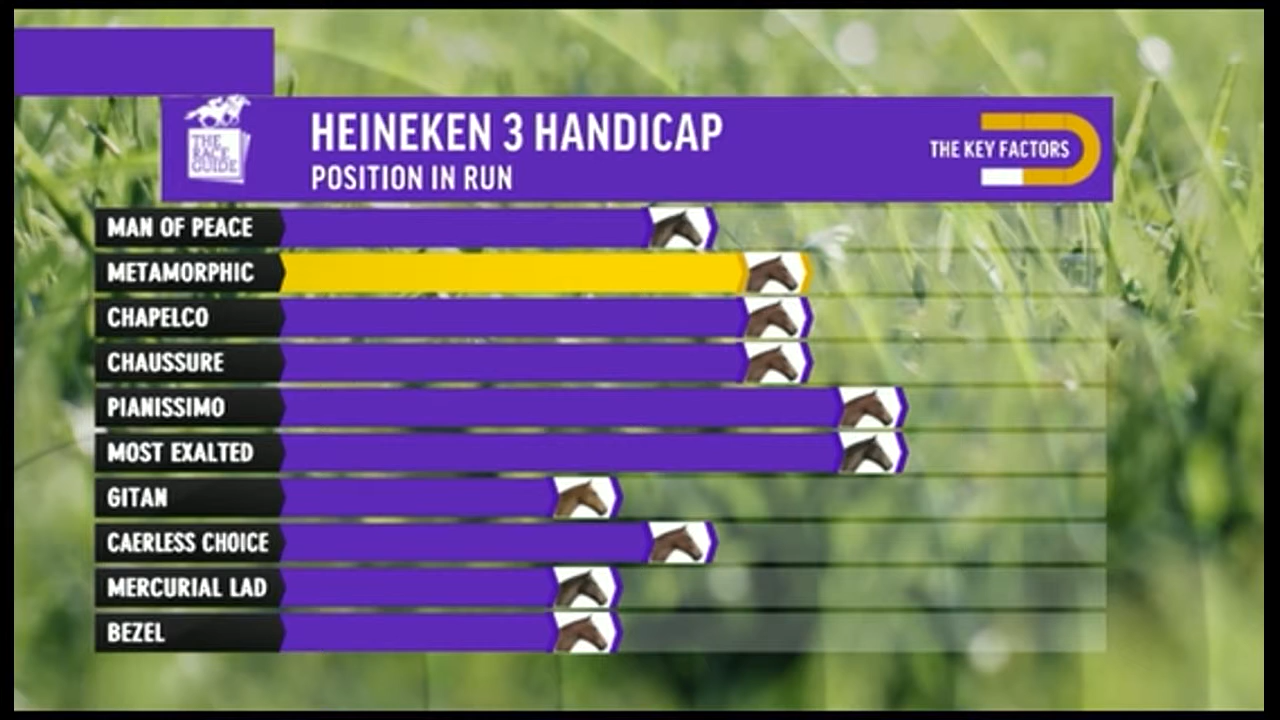 HEINEKEN 3 HANDICAP
POSITION IN RUN
THE RACE GUIDE
THE KEY FACTORS
MAN OF PEACE
METAMORPHIC
CHAPELCO
CHAUSSURE
PIANISSIMO
MOST EXALTED
GITAN
CAERLESS CHOICE
MERCURIAL LAD
BEZEL